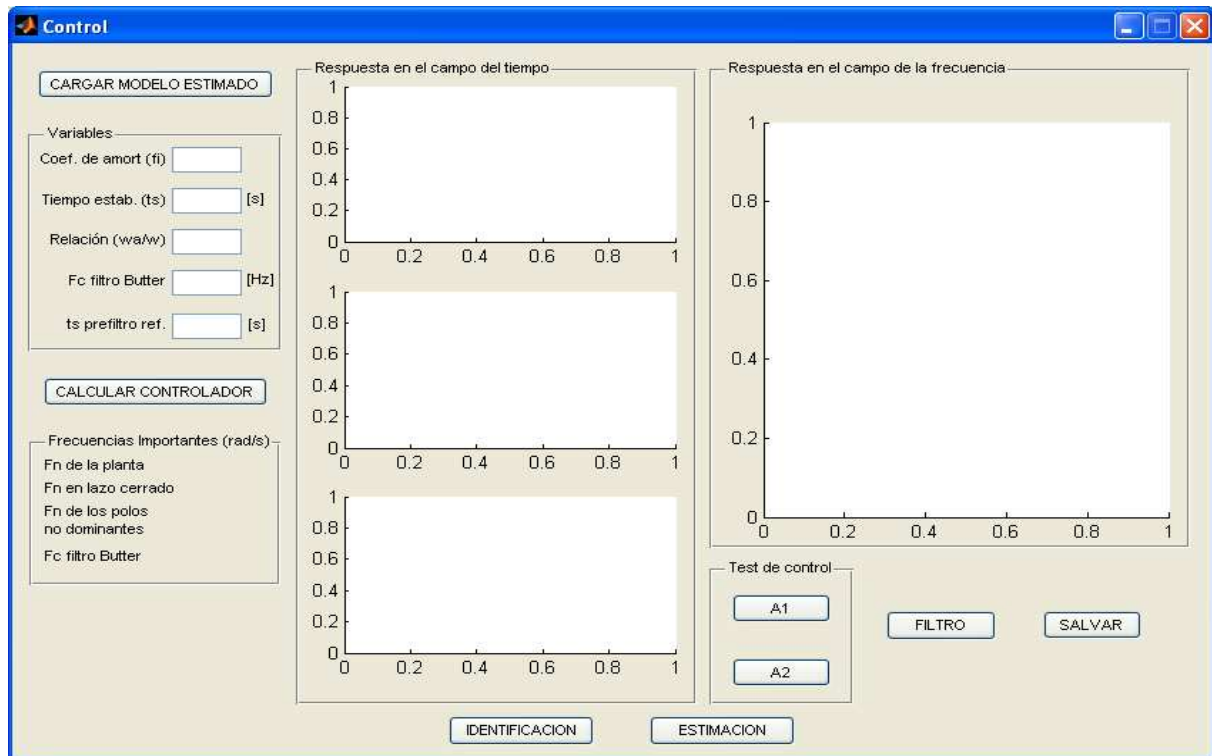 Control
CARGAR MODELO ESTIMADO
Variables
Coef. de amort (fi)
Tiempo estab. (ts) [s]
Relación (wa/w)
Fc filtro Butter [Hz]
ts prefiltro ref. [s]
CALCULAR CONTROLADOR
Frecuencias Importantes (rad/s)
Fn de la planta
Fn en lazo cerrado
Fn de los polos
no dominantes
Fc filtro Butter
Respuesta en el campo del tiempo
1
0.8
0.6
0.4
0.2
0
0 0.2 0.4 0.6 0.8 1
1
0.8
0.6
0.4
0.2
0
0 0.2 0.4 0.6 0.8 1
1
0.8
0.6
0.4
0.2
0
0 0.2 0.4 0.6 0.8 1
Respuesta en el campo de la frecuencia
1
0.8
0.6
0.4
0.2
0
0 0.2 0.4 0.6 0.8 1
Test de control
A1
A2
FILTRO
SALVAR
IDENTIFICACION
ESTIMACION